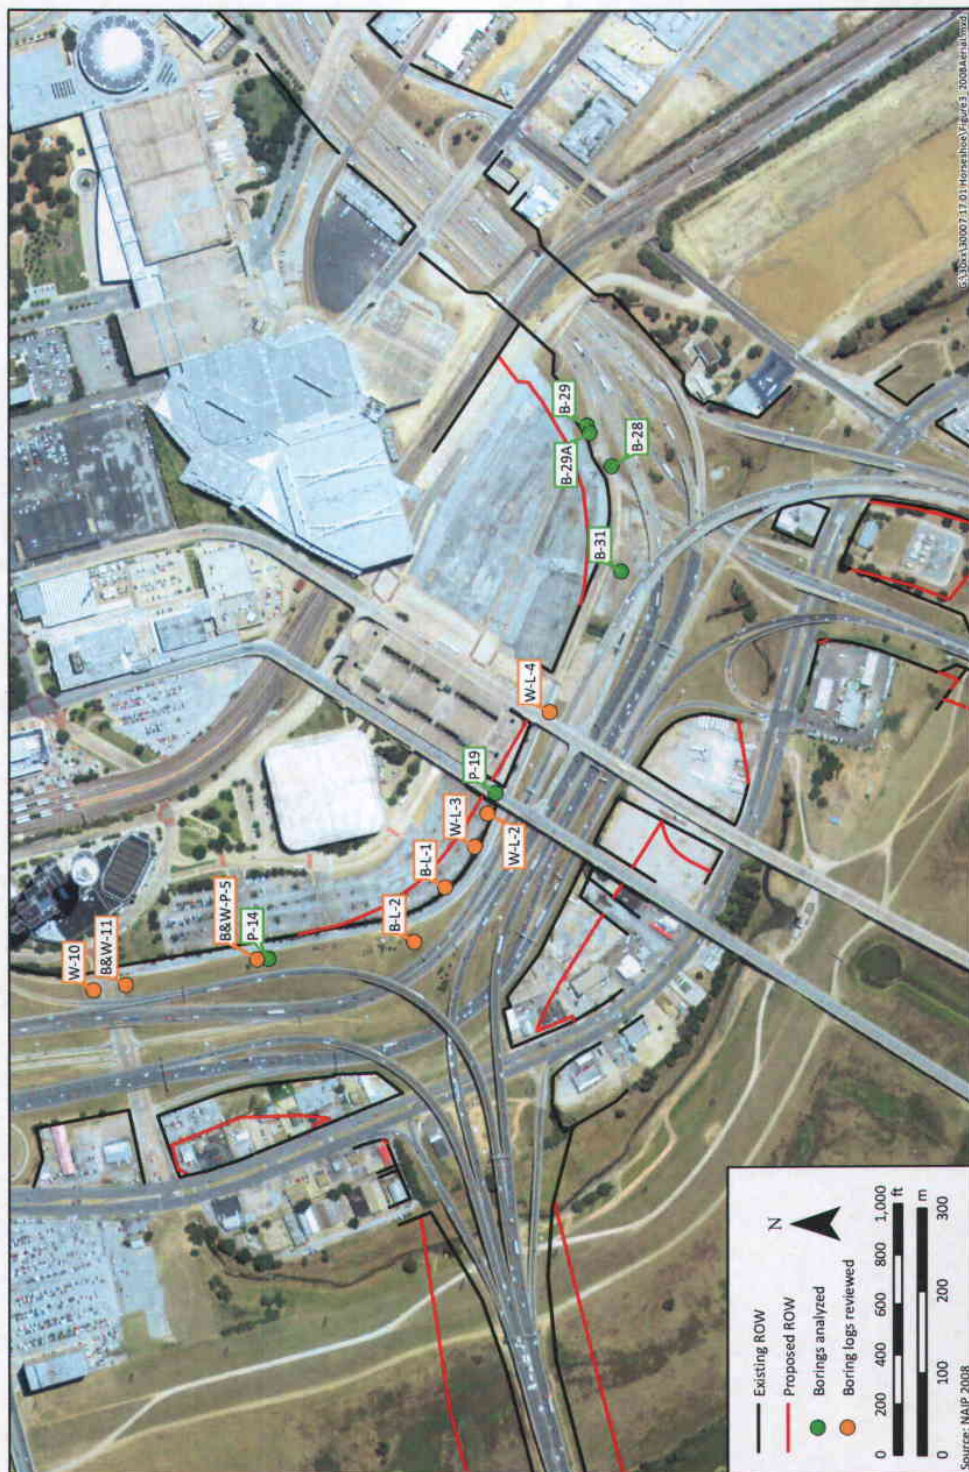 W-10
B&W-11
B&W-P-5
P-14
B-L-2
B-L-1
W-L-3
W-L-2
P-19
W-L-4
B-31
B-29A
B-29
B-28
Existing ROW
Proposed ROW
Borings analyzed
Boring logs reviewed
N
0 200 400 600 800 1,000
ft
m
0 100 200 300
Source: NAIP 2008